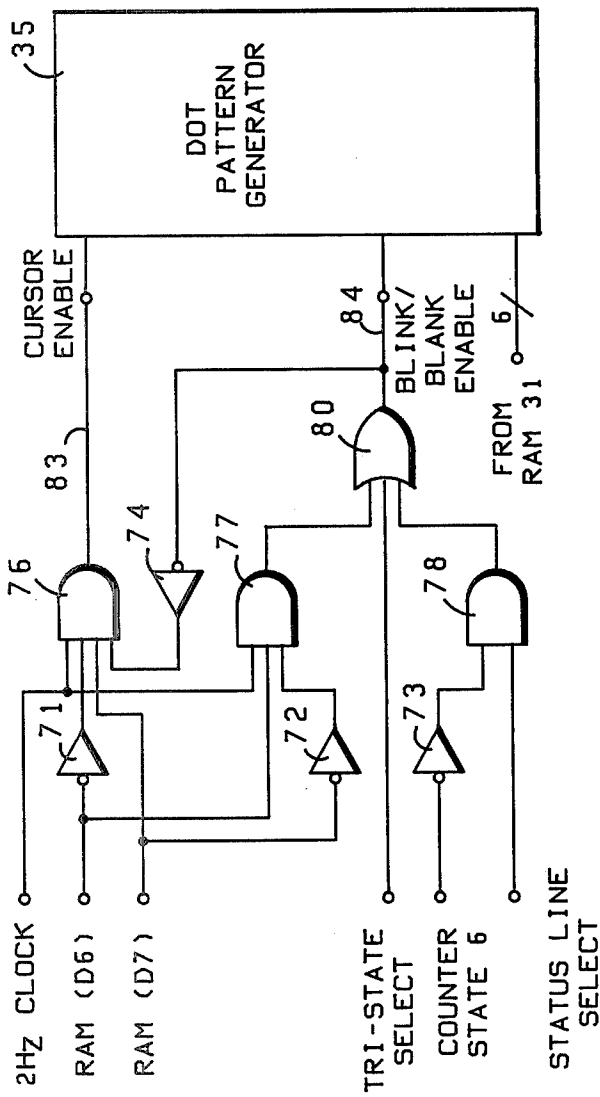 2Hz CLOCK
RAM (D6)
RAM (D7)
TRI-STATE
SELECT
COUNTER
STATE 6
STATUS LINE
SELECT
71
72
73
74
76
77
78
80
83
84
CURSOR
ENABLE
BLINK/
BLANK
ENABLE
FROM
RAM 31
6
DOT
PATTERN
GENERATOR
35